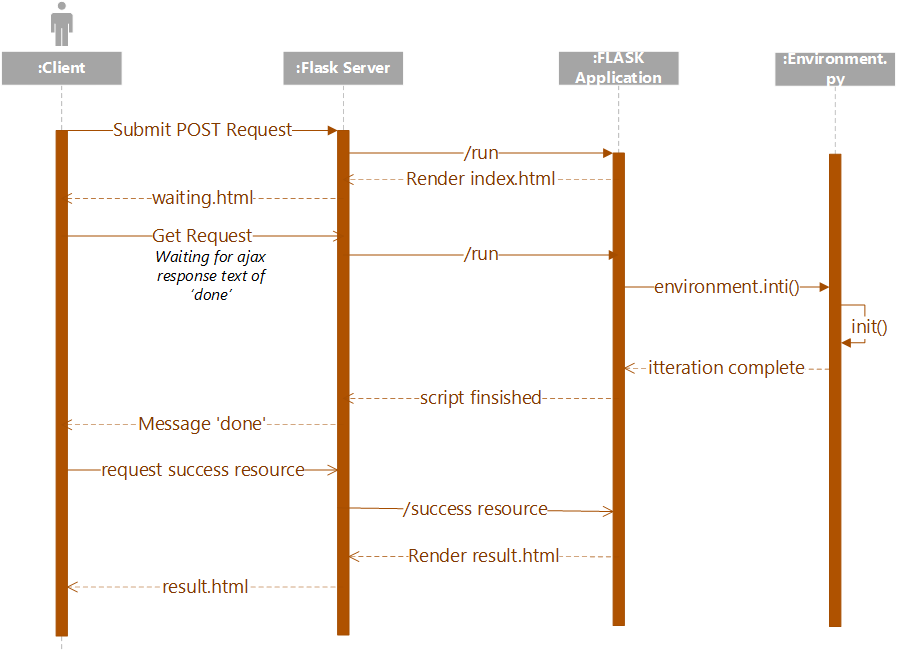 :Client
:Flask Server
:FLASK
Application
:Environment.
py
Submit POST Request
/run
Render index.html
waiting.html
Get Request
Waiting for ajax
response text of
‘done’
/run
environment.inti()
init()
itteration complete
script finsished
Message 'done'
request success resource
/success resource
Render result.html
result.html